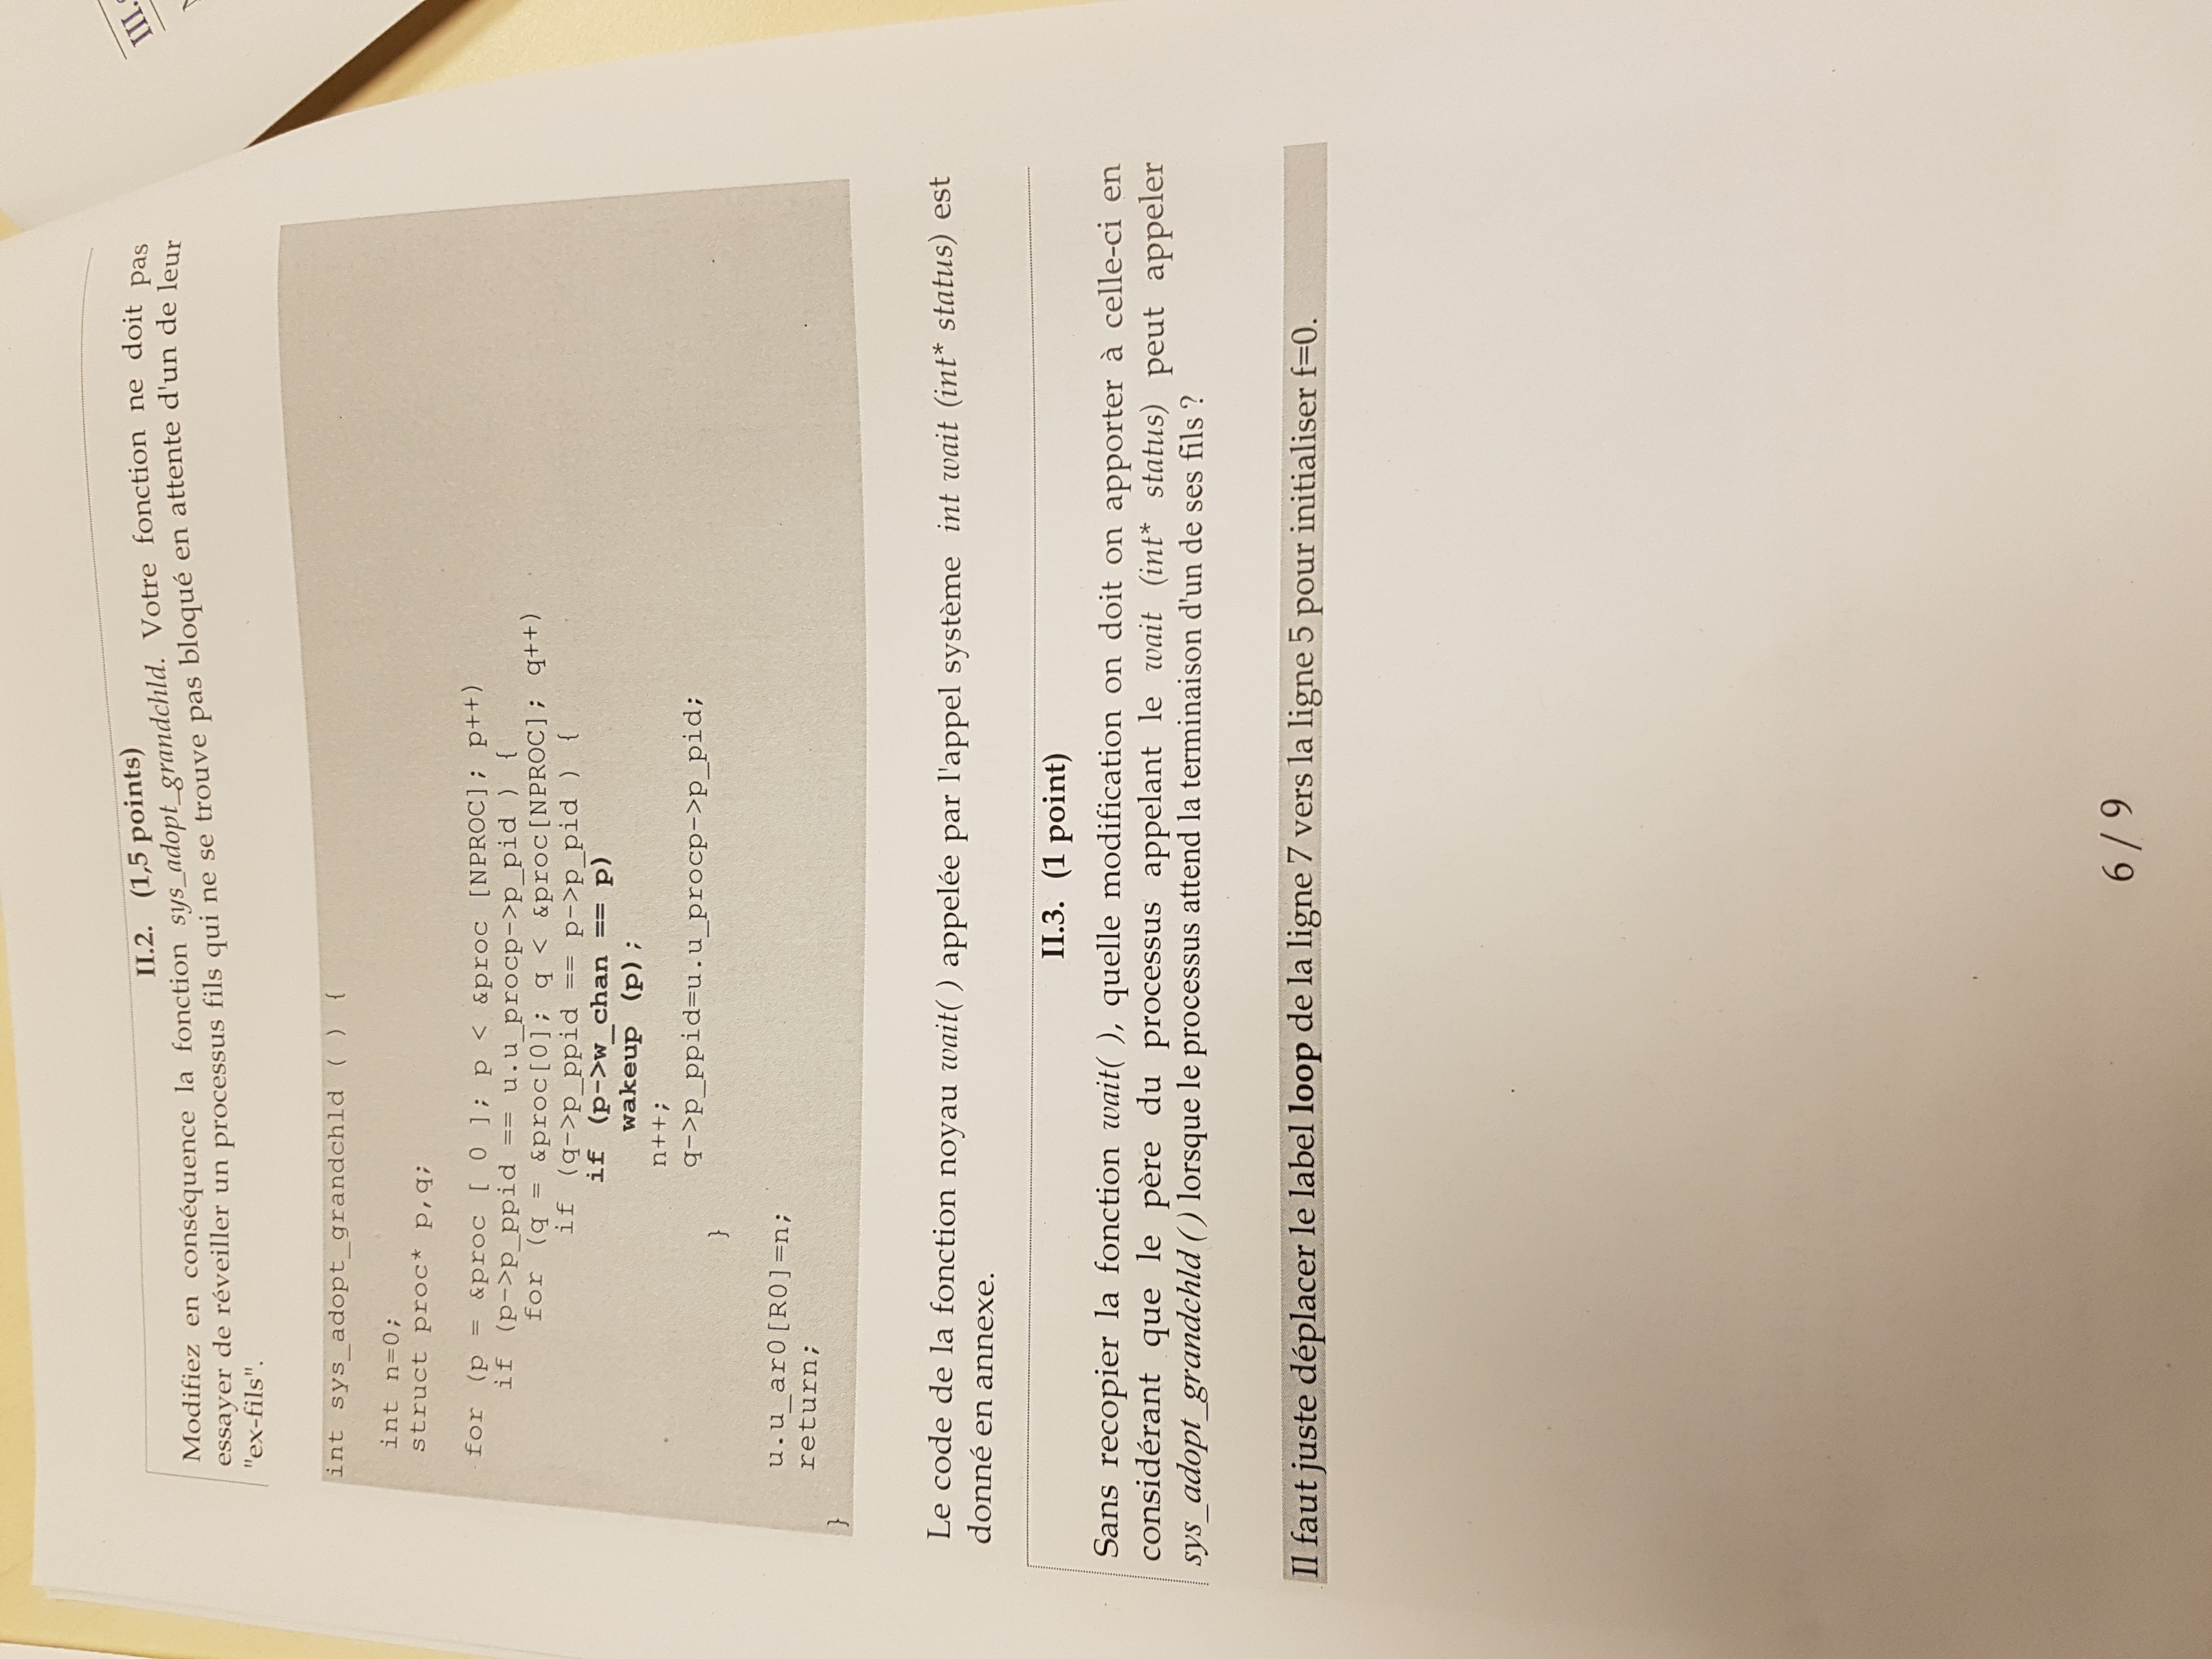 III.
II.2. (1,5 points)
Modifiez en conséquence la fonction sys_adopt_grandchld. Votre fonction ne doit pas
essayer de réveiller un processus fils qui ne se trouve pas bloqué en attente d'un de leur
"ex-fils".
int sys_adopt_grandchld ( ) {
int n=0;
struct proc* p,q;
for (p = &proc [ 0 ]; p < &proc [NPROC]; p++)
if (p->p_ppid == u.u_procp->p_pid ) {
for (q = &proc[0]; q < &proc[NPROC]; q++)
if (q->p_ppid == p->p_pid ) {
if (p->w_chan == p)
wakeup (p);
n++;
q->p_ppid=u.u_procp->p_pid;
}
u.u_ar0[R0]=n;
return;
}
Le code de la fonction noyau wait( ) appelée par l'appel système int wait (int* status) est
donné en annexe.
II.3. (1 point)
Sans recopier la fonction wait( ), quelle modification on doit on apporter à celle-ci en
considérant que le père du processus appelant le wait (int* status) peut appeler
sys_adopt_grandchld ( ) lorsque le processus attend la terminaison d'un de ses fils ?
Il faut juste déplacer le label loop de la ligne 7 vers la ligne 5 pour initialiser f=0.
6 / 9